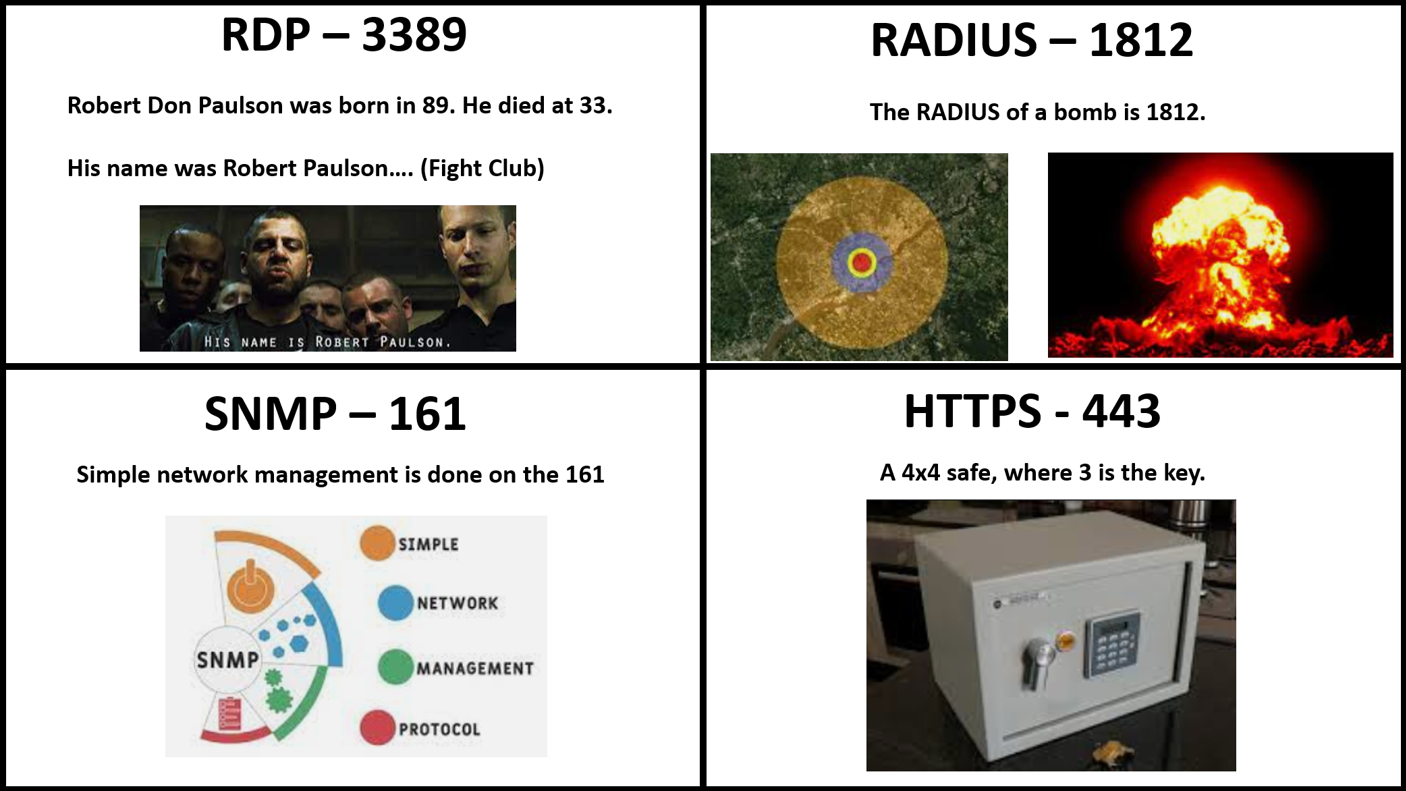 RDP – 3389
Robert Don Paulson was born in 89. He died at 33.
His name was Robert Paulson…. (Fight Club)
HIS NAME IS ROBERT PAULSON.
RADIUS – 1812
The RADIUS of a bomb is 1812.
SNMP – 161
Simple network management is done on the 161
SIMPLE
NETWORK
SNMP
MANAGEMENT
PROTOCOL
HTTPS - 443
A 4x4 safe, where 3 is the key.